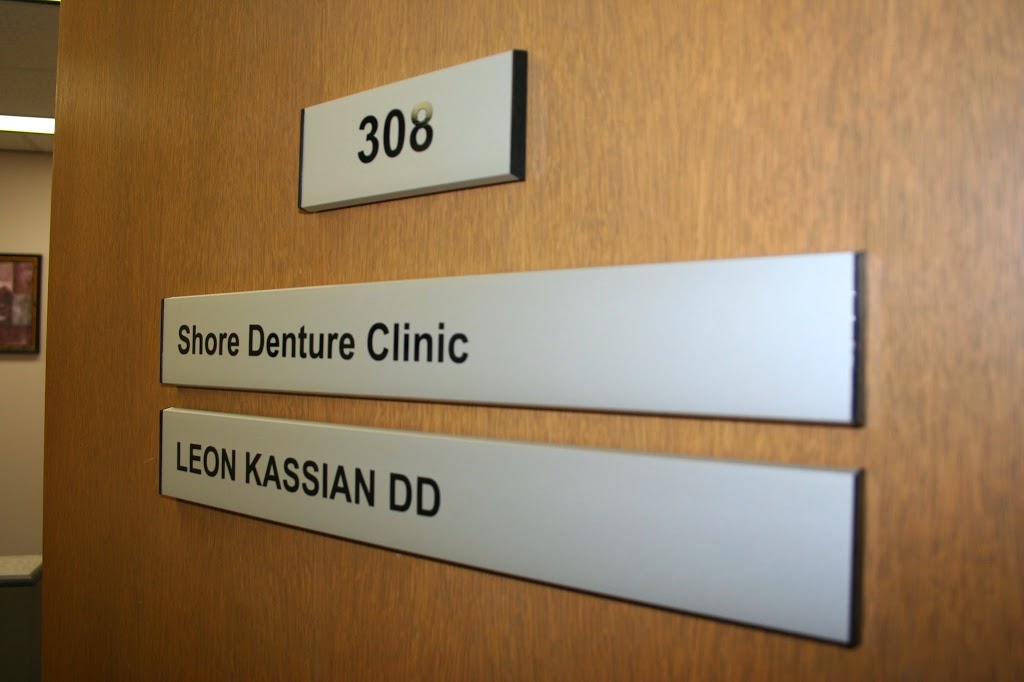 308
Shore Denture Clinic
LEON KASSIAN DD